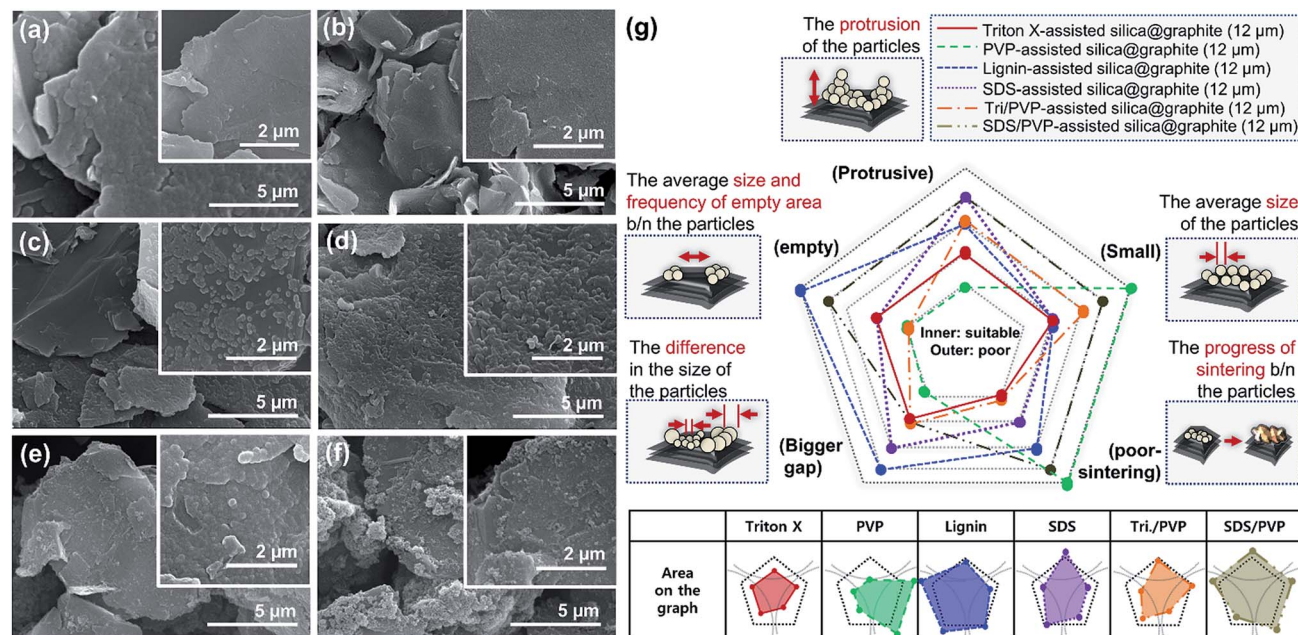 (a)
2 µm
5 µm
(b)
2 µm
5 µm
(c)
2 µm
5 µm
(d)
2 µm
5 µm
(e)
2 µm
5 µm
(f)
2 µm
5 µm
(g)
The protrusion
of the particles
Triton X-assisted silica@graphite (12 µm)
PVP-assisted silica@graphite (12 µm)
Lignin-assisted silica@graphite (12 µm)
SDS-assisted silica@graphite (12 µm)
Tri/PVP-assisted silica@graphite (12 µm)
SDS/PVP-assisted silica@graphite (12 µm)
The average size and
frequency of empty area
b/n the particles
(Protrusive)
(empty)
(Small)
The average size
of the particles
Inner: suitable
Outer: poor
The difference
in the size of
the particles
(Bigger
gap)
(poor-
sintering)
The progress of
sintering b/n
the particles
Triton X
PVP
Lignin
SDS
Tri./PVP
SDS/PVP
Area
on the
graph